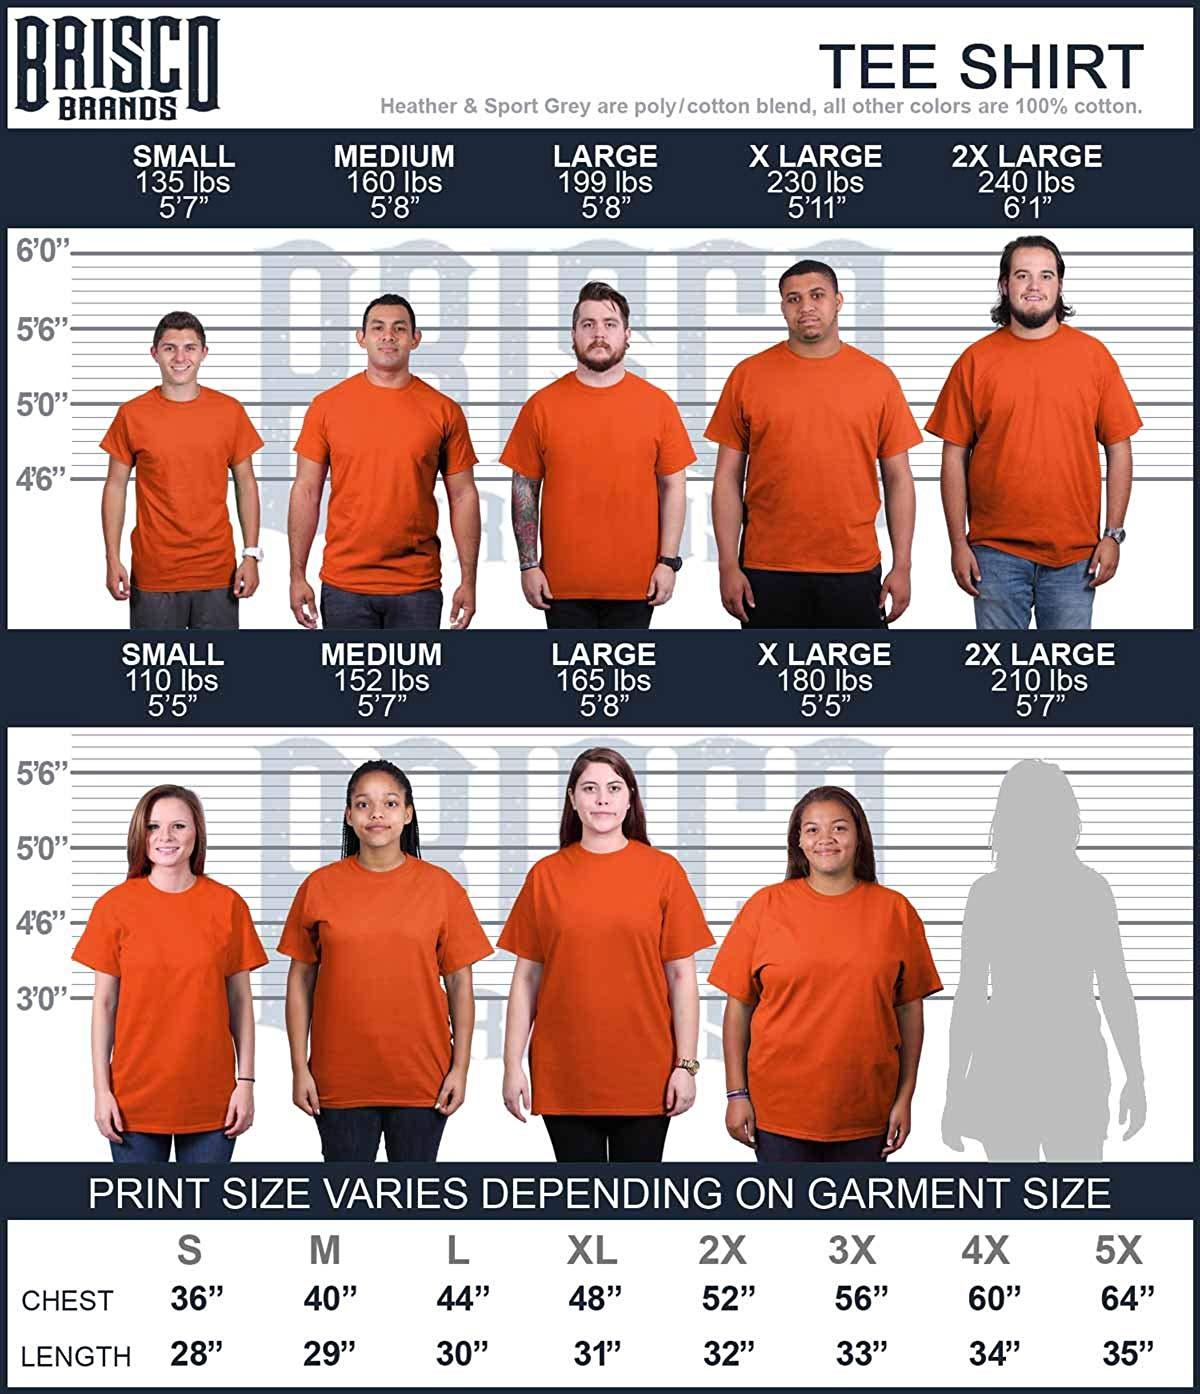 BRISCO
BRANDS
TEE SHIRT
Heather & Sport Grey are poly/cotton blend, all other colors are 100% cotton.
SMALL MEDIUM LARGE X LARGE 2X LARGE
135 lbs 160 lbs 199 lbs 230 lbs 240 lbs
5'7” 5'8” 5'8” 5'11” 6'1”
6'0”
5'6”
5'0”
4'6”
BRISCO
BRANDS
SMALL MEDIUM LARGE X LARGE 2X LARGE
110 lbs 152 lbs 165 lbs 180 lbs 210 lbs
5'5” 5'7” 5'8” 5'5” 5'7”
5'6”
5'0”
4'6”
3'0”
BRISCO
BRANDS
PRINT SIZE VARIES DEPENDING ON GARMENT SIZE
S M L XL 2X 3X 4X 5X
CHEST 36” 40” 44” 48” 52” 56” 60” 64”
LENGTH 28” 29” 30” 31” 32” 33” 34” 35”